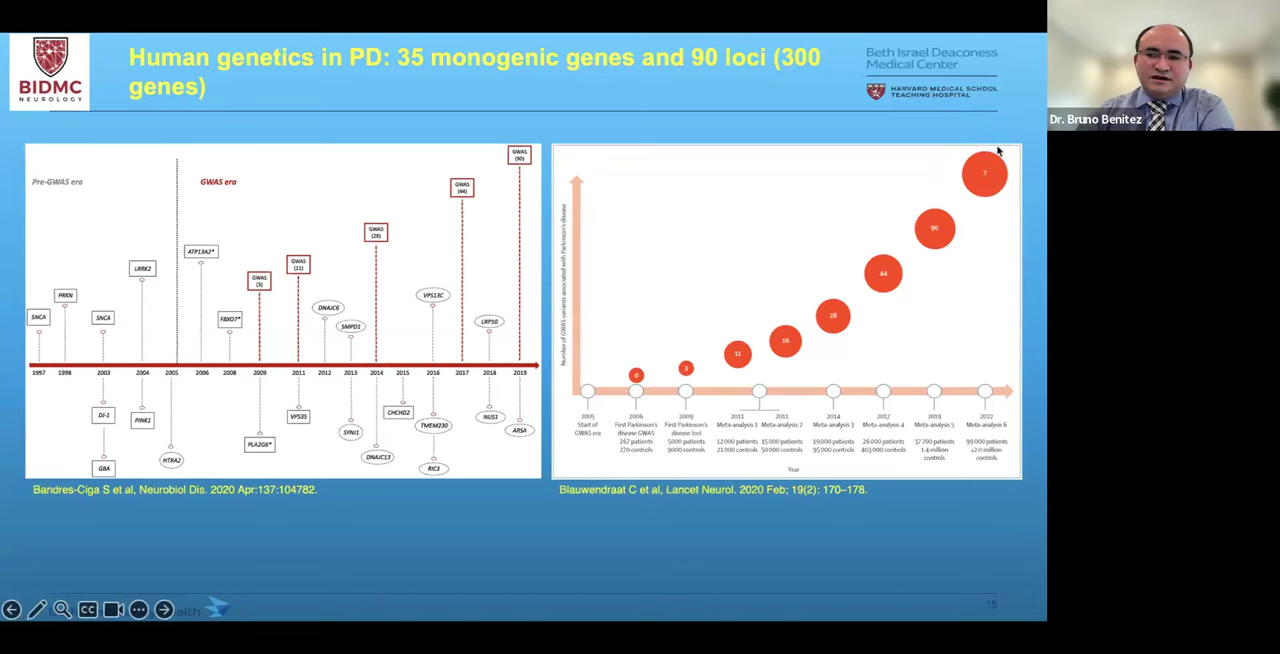 BIDMC
NEUROLOGY
Human genetics in PD: 35 monogenic genes and 90 loci (300
genes)
Beth Israel Deaconess
Medical Center
HARVARD MEDICAL SCHOOL
TEACHING HOSPITAL
Dr. Bruno Benitez
Pre-GWAS era
GWAS era
GWAS
(90)
GWAS
(44)
GWAS
(28)
ATP13A2*
LRRK2
GWAS
(11)
GWAS
(3)
PRKN
VPS13C
SNCA
SNCA
FBXO7*
DNAJC6
SMPD1
LRP10
1997 1998 2003 2004 2005 2006 2008 2009 2011 2012 2013 2014 2015 2016 2017 2018 2019
DJ-1
PINK1
VPS35
CHCHD2
NUS1
TMEM230
ARSA
SYNJ1
PLA2G6*
DNAJC13
GBA
HTRA2
RIC3
Bandres-Ciga S et al, Neurobiol Dis. 2020 Apr:137:104782.
Number of GWAS variants associated with Parkinson's disease
?
90
44
28
16
11
3
0
2005
Start of
GWAS era
2006
First Parkinson's
disease GWAS
267 patients
270 controls
2009
First Parkinson's
disease loci
5000 patients
9000 controls
2011
Meta-analysis 1
12 000 patients
21 000 controls
2011
Meta-analysis 2
15 000 patients
50 000 controls
2014
Meta-analysis 3
19 000 patients
95 000 controls
2017
Meta-analysis 4
26 000 patients
403 000 controls
2019
Meta-analysis 5
37 700 patients
1·4 million
controls
2022
Meta-analysis 6
99 000 patients
≥2·0 million
controls
Year
Blauwendraat C et al, Lancet Neurol. 2020 Feb; 19(2): 170–178.
CC
15